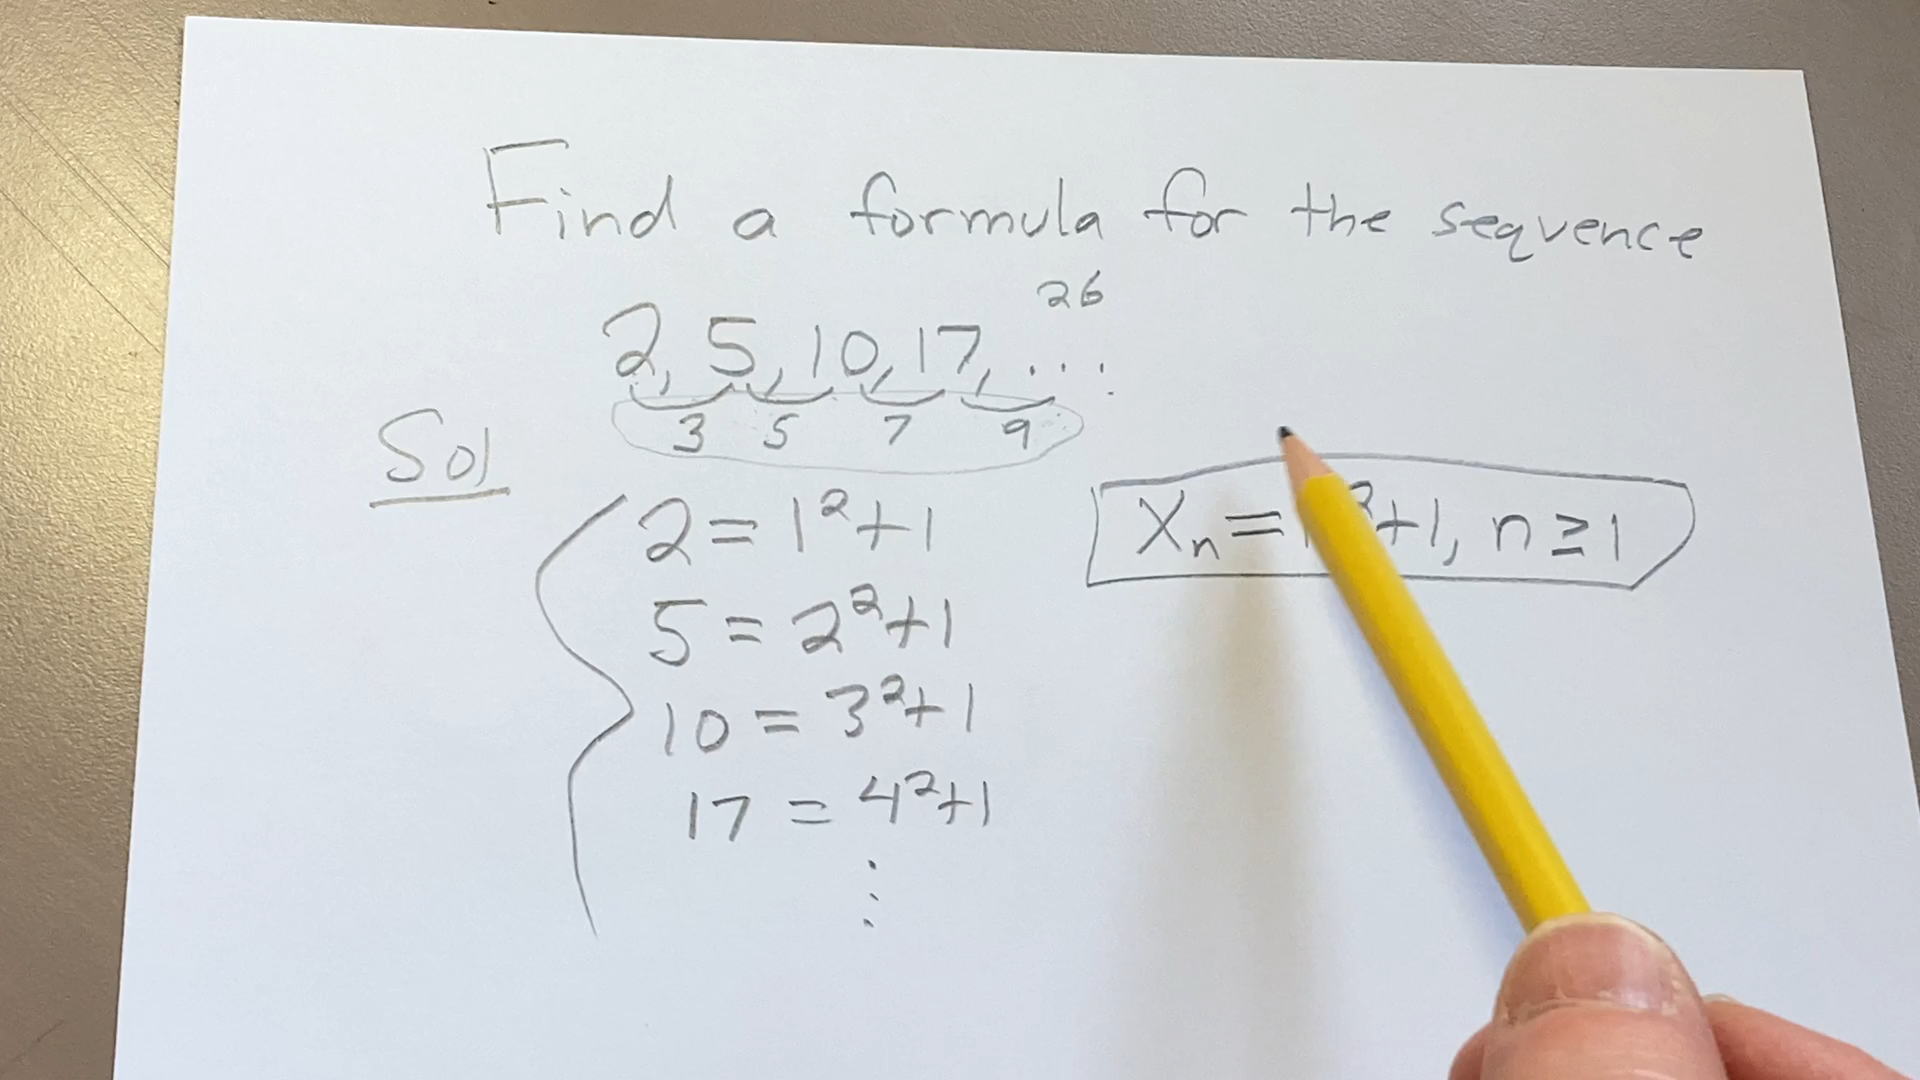 Find a formula for the sequence
26
2, 5, 10, 17, ...
3 5 7 9
Sol
2 = 1²+1
5 = 2²+1
10 = 3²+1
17 = 4²+1
⋮
Xₙ = ²+1, n ≥ 1